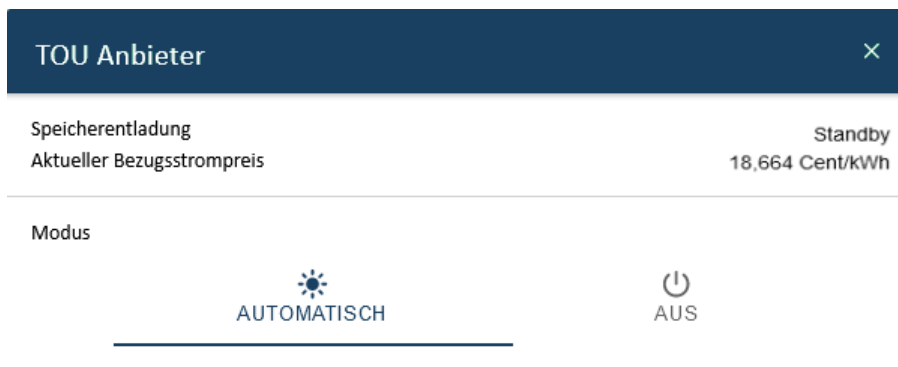 TOU Anbieter ×
Speicherentladung Standby
Aktueller Bezugsstrompreis 18,664 Cent/kWh
Modus
AUTOMATISCH AUS